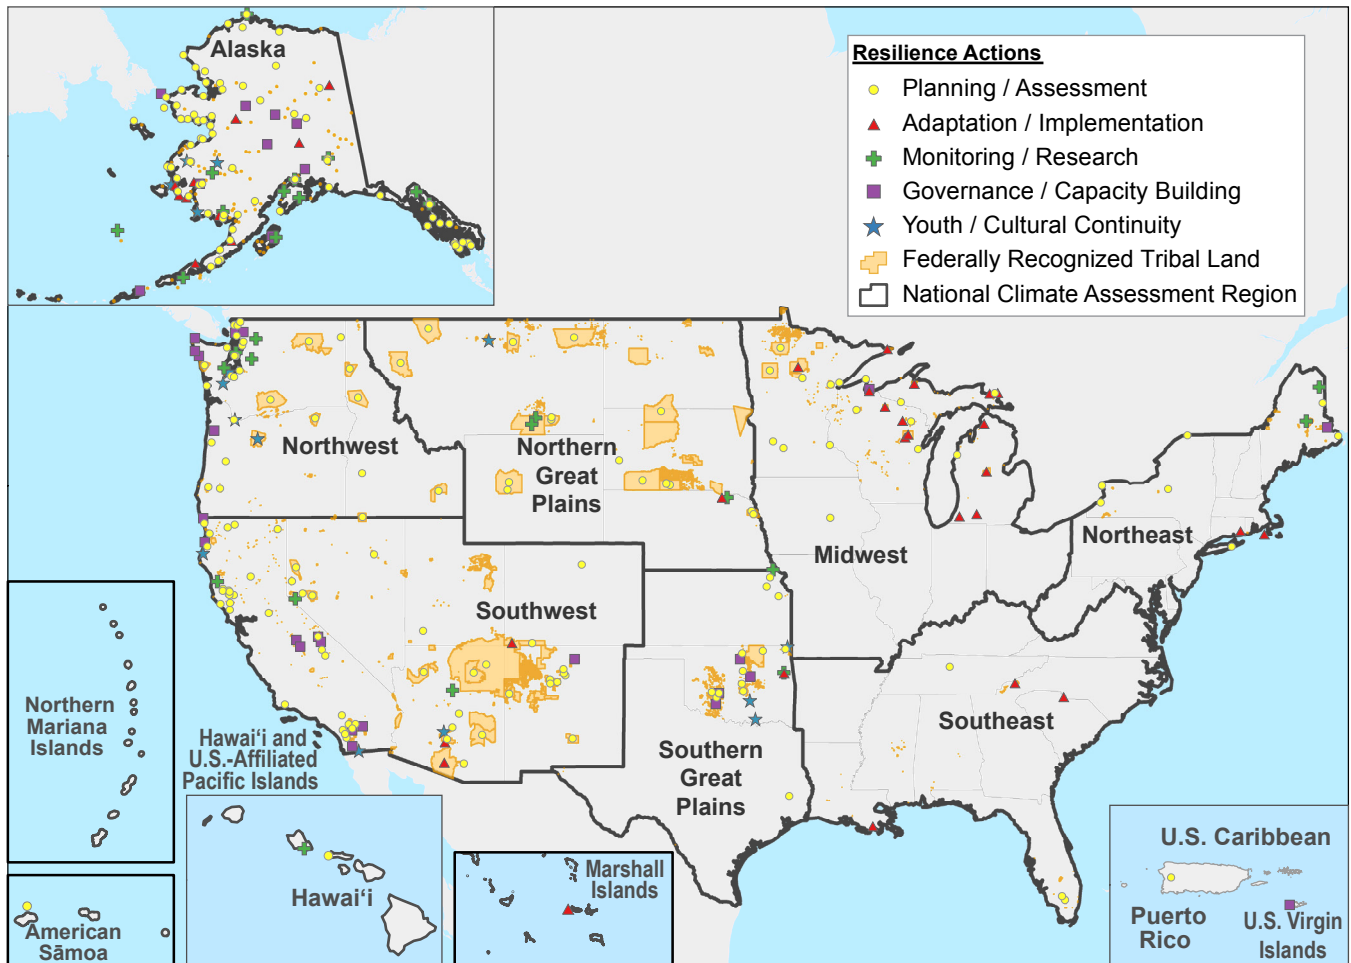 Alaska
Resilience Actions
Planning / Assessment
Adaptation / Implementation
Monitoring / Research
Governance / Capacity Building
Youth / Cultural Continuity
Federally Recognized Tribal Land
National Climate Assessment Region
Northwest
Northern
Great
Plains
Midwest
Northeast
Southwest
Southeast
Southern
Great
Plains
Northern
Mariana
Islands
Hawaiʻi and
U.S.-Affiliated
Pacific Islands
Hawaiʻi
American
Sāmoa
Marshall
Islands
U.S. Caribbean
Puerto
Rico
U.S. Virgin
Islands